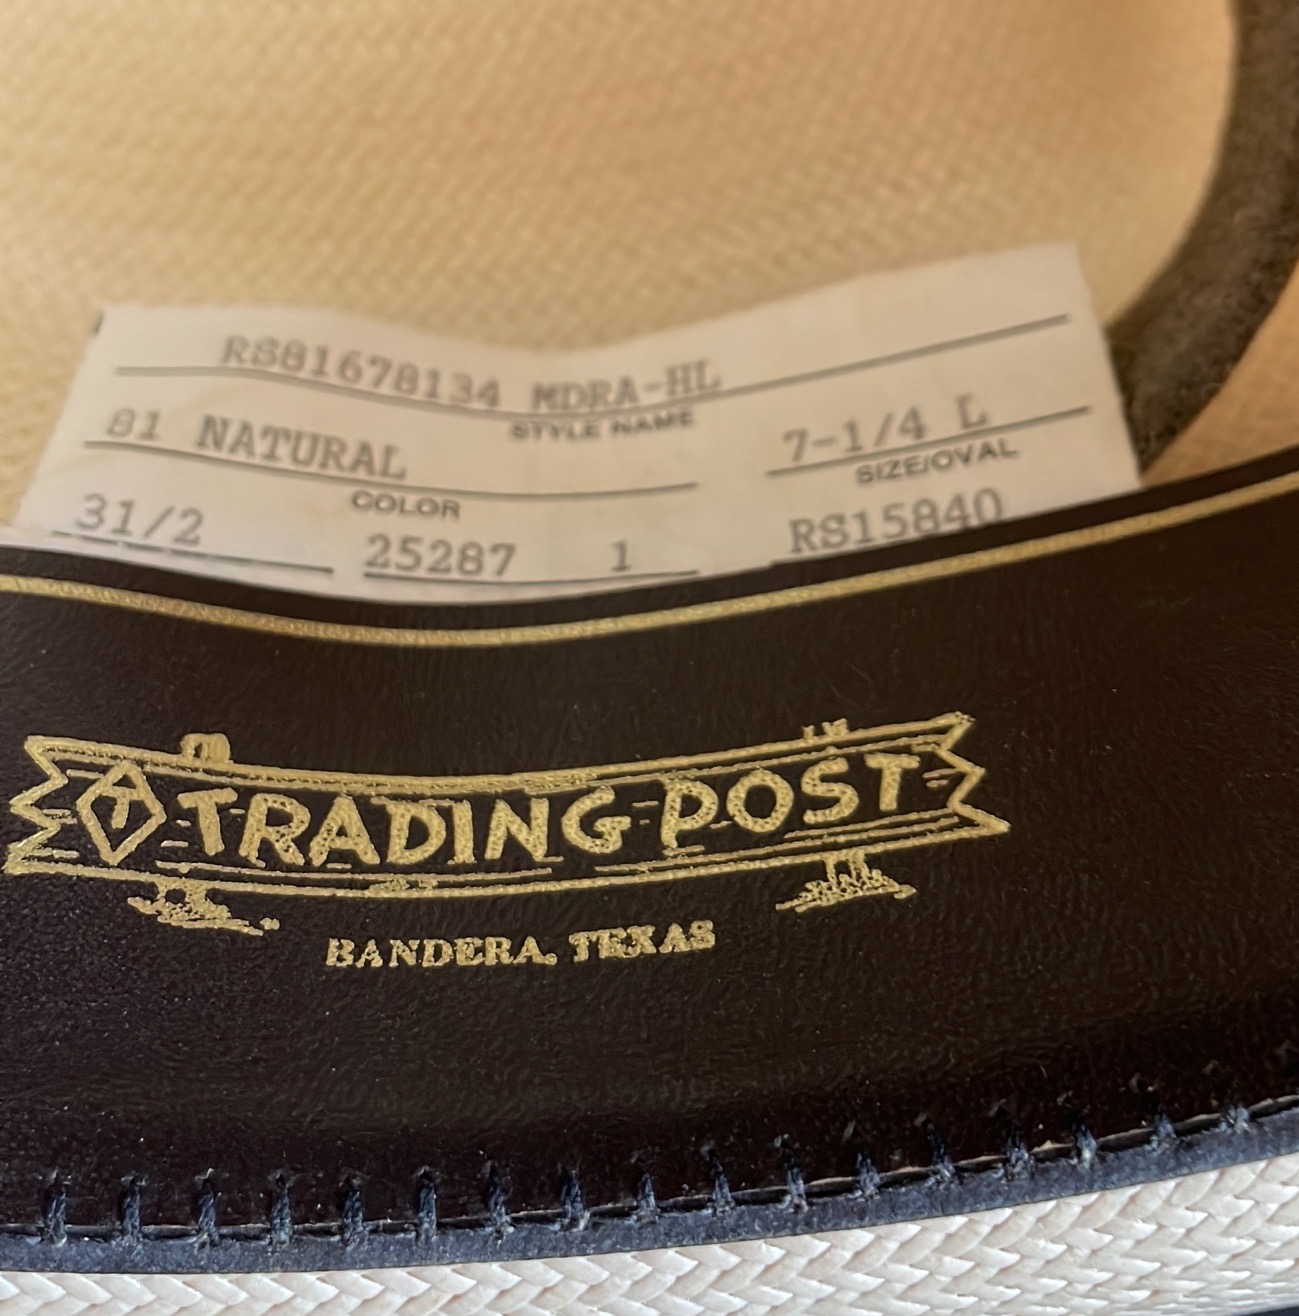 RS81678134 MDRA-HL
STYLE NAME
81 NATURAL
COLOR
7-1/4 L
SIZE/OVAL
31/2
25287 1
RS15840
TRADING POST
BANDERA, TEXAS